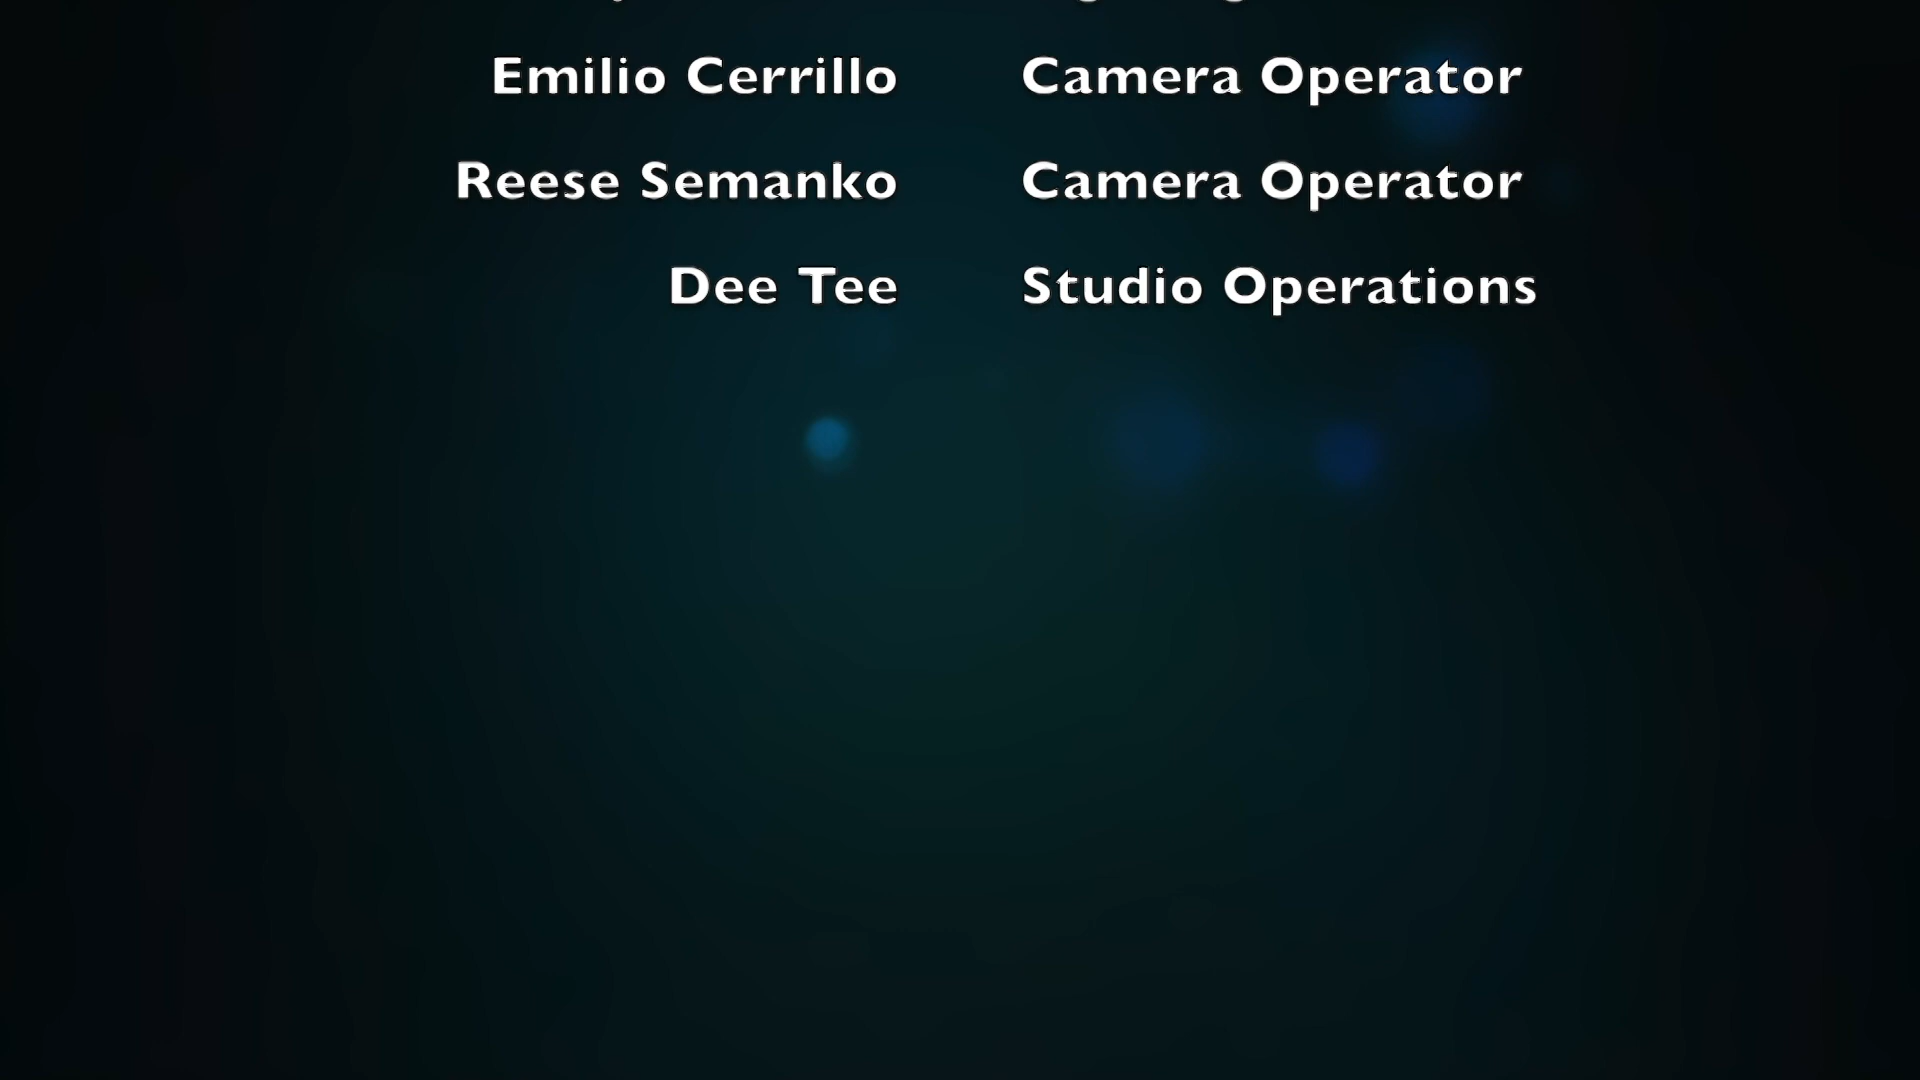 Emilio Cerrillo Camera Operator
Reese Semanko Camera Operator
Dee Tee Studio Operations